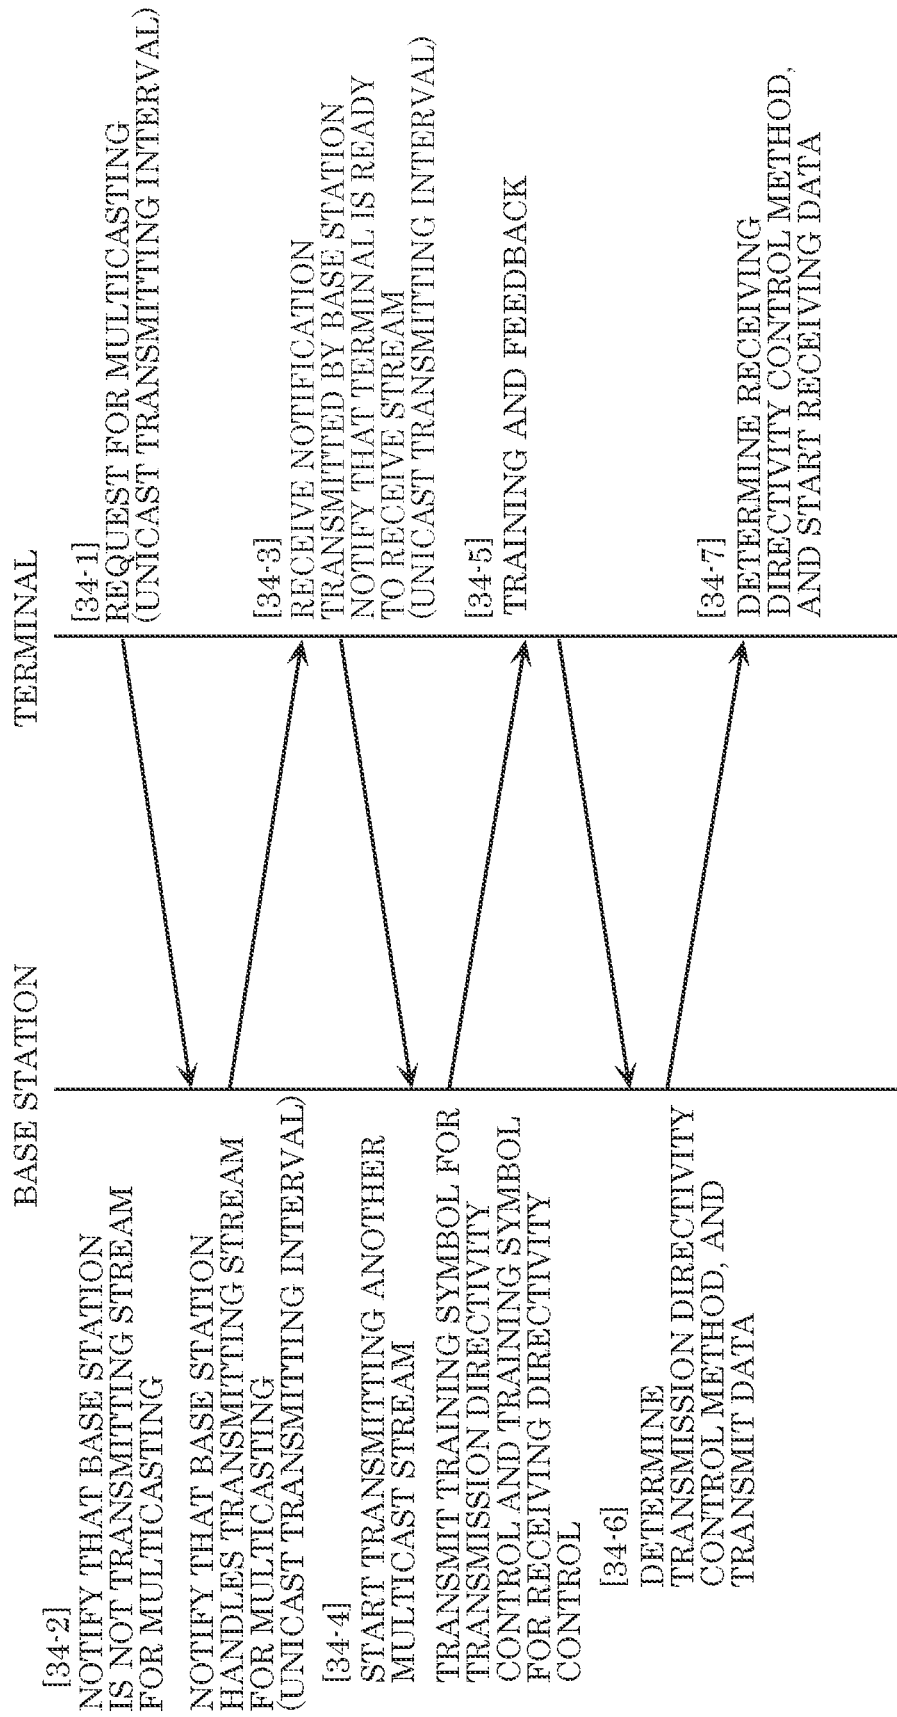 BASE STATION
TERMINAL
[34-1]
REQUEST FOR MULTICASTING
(UNICAST TRANSMITTING INTERVAL)
[34-2]
NOTIFY THAT BASE STATION
IS NOT TRANSMITTING STREAM
FOR MULTICASTING
NOTIFY THAT BASE STATION
HANDLES TRANSMITTING STREAM
FOR MULTICASTING
(UNICAST TRANSMITTING INTERVAL)
[34-3]
RECEIVE NOTIFICATION
TRANSMITTED BY BASE STATION
NOTIFY THAT TERMINAL IS READY
TO RECEIVE STREAM
(UNICAST TRANSMITTING INTERVAL)
[34-4]
START TRANSMITTING ANOTHER
MULTICAST STREAM
TRANSMIT TRAINING SYMBOL FOR
TRANSMISSION DIRECTIVITY
CONTROL AND TRAINING SYMBOL
FOR RECEIVING DIRECTIVITY
CONTROL
[34-5]
TRAINING AND FEEDBACK
[34-6]
DETERMINE
TRANSMISSION DIRECTIVITY
CONTROL METHOD, AND
TRANSMIT DATA
[34-7]
DETERMINE RECEIVING
DIRECTIVITY CONTROL METHOD,
AND START RECEIVING DATA